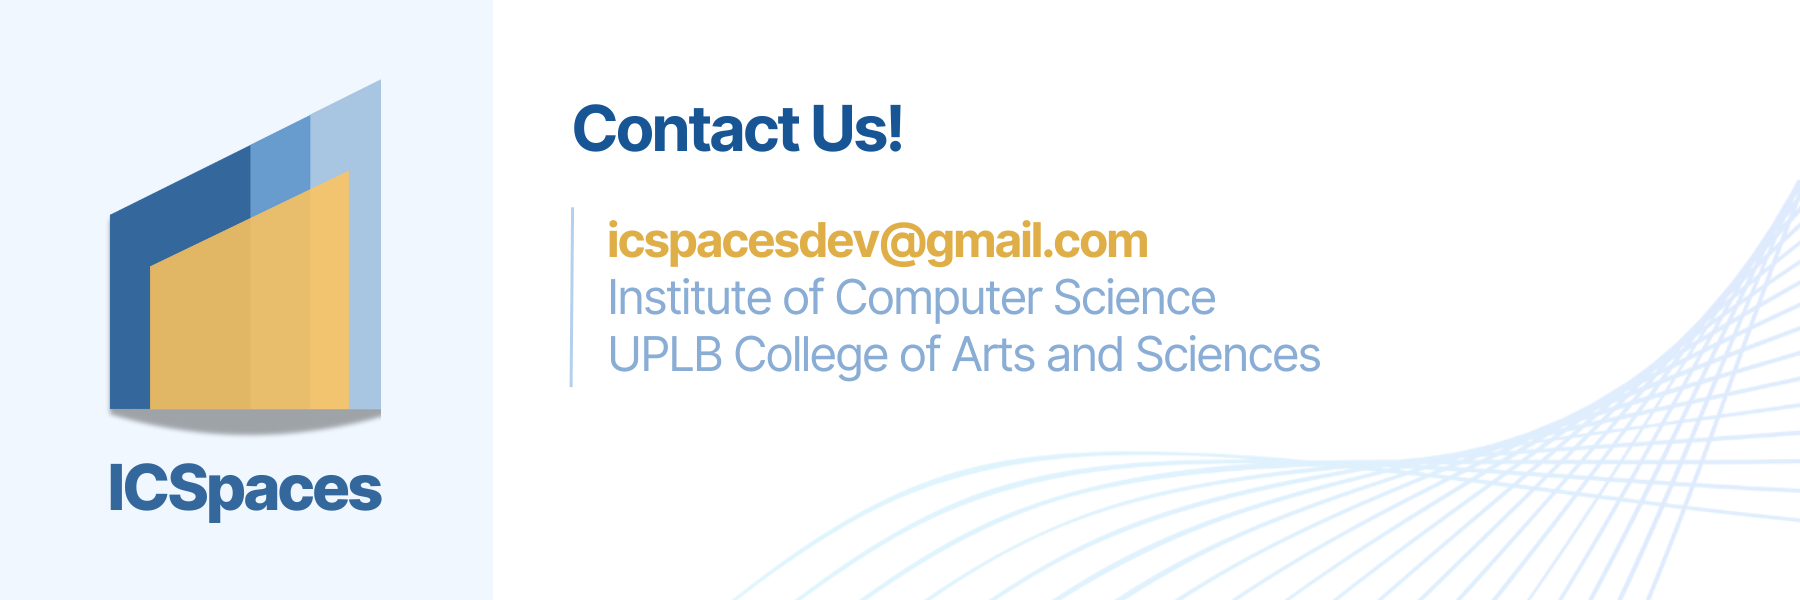 ICSpaces
Contact Us!
icspacesdev@gmail.com
Institute of Computer Science
UPLB College of Arts and Sciences